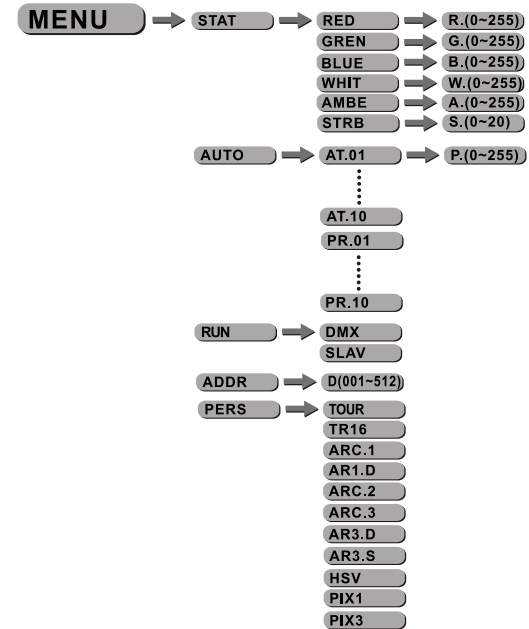 MENU STAT RED R.(0~255)
GREN G.(0~255)
BLUE B.(0~255)
WHIT W.(0~255)
AMBE A.(0~255)
STRB S.(0~20)
AUTO AT.01 P.(0~255)
AT.10
PR.01
PR.10
RUN DMX
SLAV
ADDR D(001~512)
PERS TOUR
TR16
ARC.1
AR1.D
ARC.2
ARC.3
AR3.D
AR3.S
HSV
PIX1
PIX3